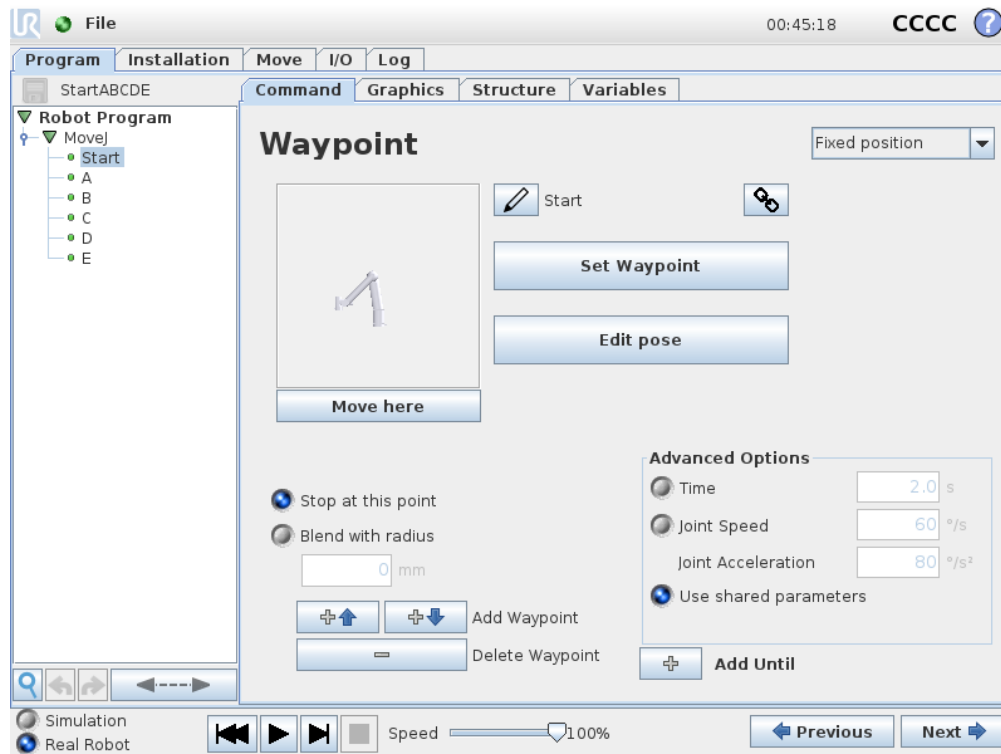 UR File 00:45:18 CCCC ?
Program Installation Move I/O Log
StartABCDE
Command Graphics Structure Variables
Robot Program
MoveJ
Start
A
B
C
D
E
Waypoint
Fixed position
Start
Set Waypoint
Edit pose
Move here
Stop at this point
Blend with radius
0 mm
Add Waypoint
Delete Waypoint
Advanced Options
Time 2.0 s
Joint Speed 60 °/s
Joint Acceleration 80 °/s²
Use shared parameters
Add Until
Simulation
Real Robot
Speed 100%
Previous Next